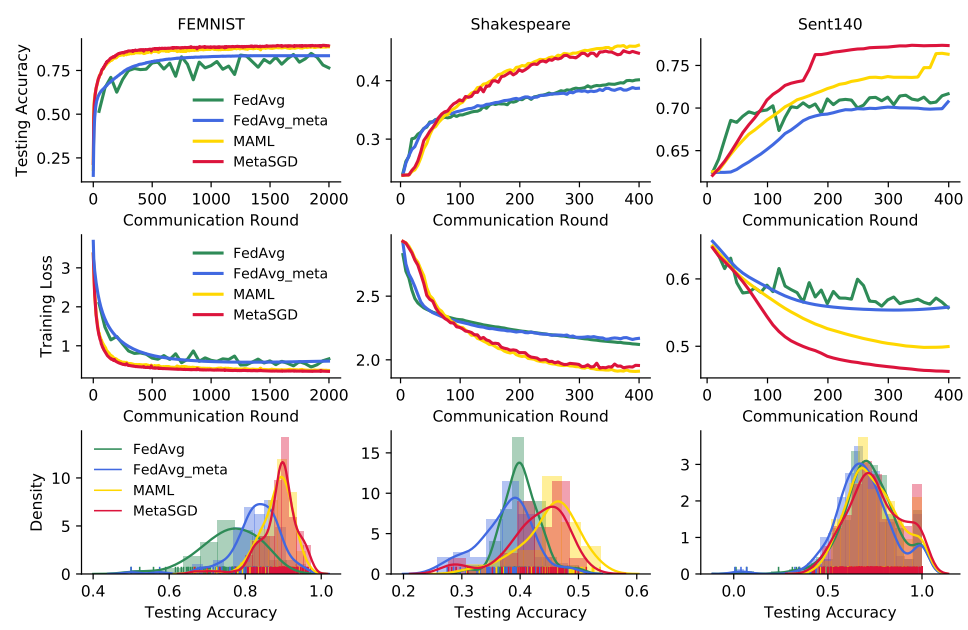 FEMNIST
Shakespeare
Sent140
Testing Accuracy
0.75
0.50
0.25
FedAvg
FedAvg_meta
MAML
MetaSGD
0 500 1000 1500 2000
Communication Round
0.4
0.3
0 100 200 300 400
Communication Round
0.75
0.70
0.65
0 100 200 300 400
Communication Round
Training Loss
3
2
1
FedAvg
FedAvg_meta
MAML
MetaSGD
0 500 1000 1500 2000
Communication Round
2.5
2.0
0 100 200 300 400
Communication Round
0.6
0.5
0 100 200 300 400
Communication Round
Density
10
5
0
FedAvg
FedAvg_meta
MAML
MetaSGD
0.4 0.6 0.8 1.0
Testing Accuracy
15
10
5
0
0.2 0.3 0.4 0.5 0.6
Testing Accuracy
3
2
1
0
0.0 0.5 1.0
Testing Accuracy